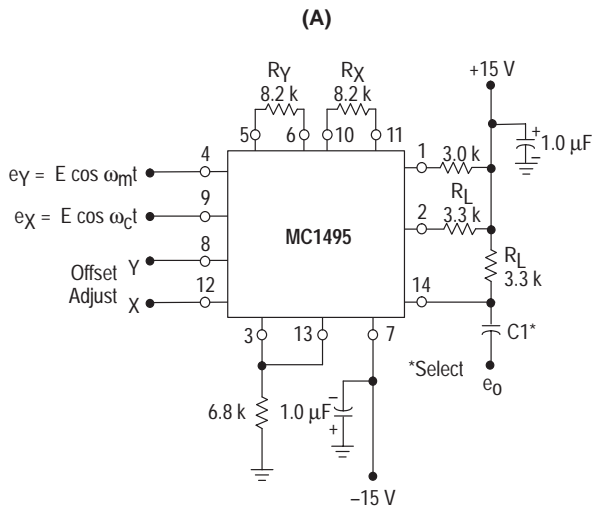 (A)
RY
8.2 k
RX
8.2 k
+15 V
5
6
10
11
+
1.0 µF
–
4
eY = E cos ωmt
1
3.0 k
9
eX = E cos ωct
2
RL
3.3 k
MC1495
8
Offset Adjust
Y
X
12
RL
3.3 k
14
C1*
3
13
7
*Select
eo
6.8 k
1.0 µF
–
+
–15 V